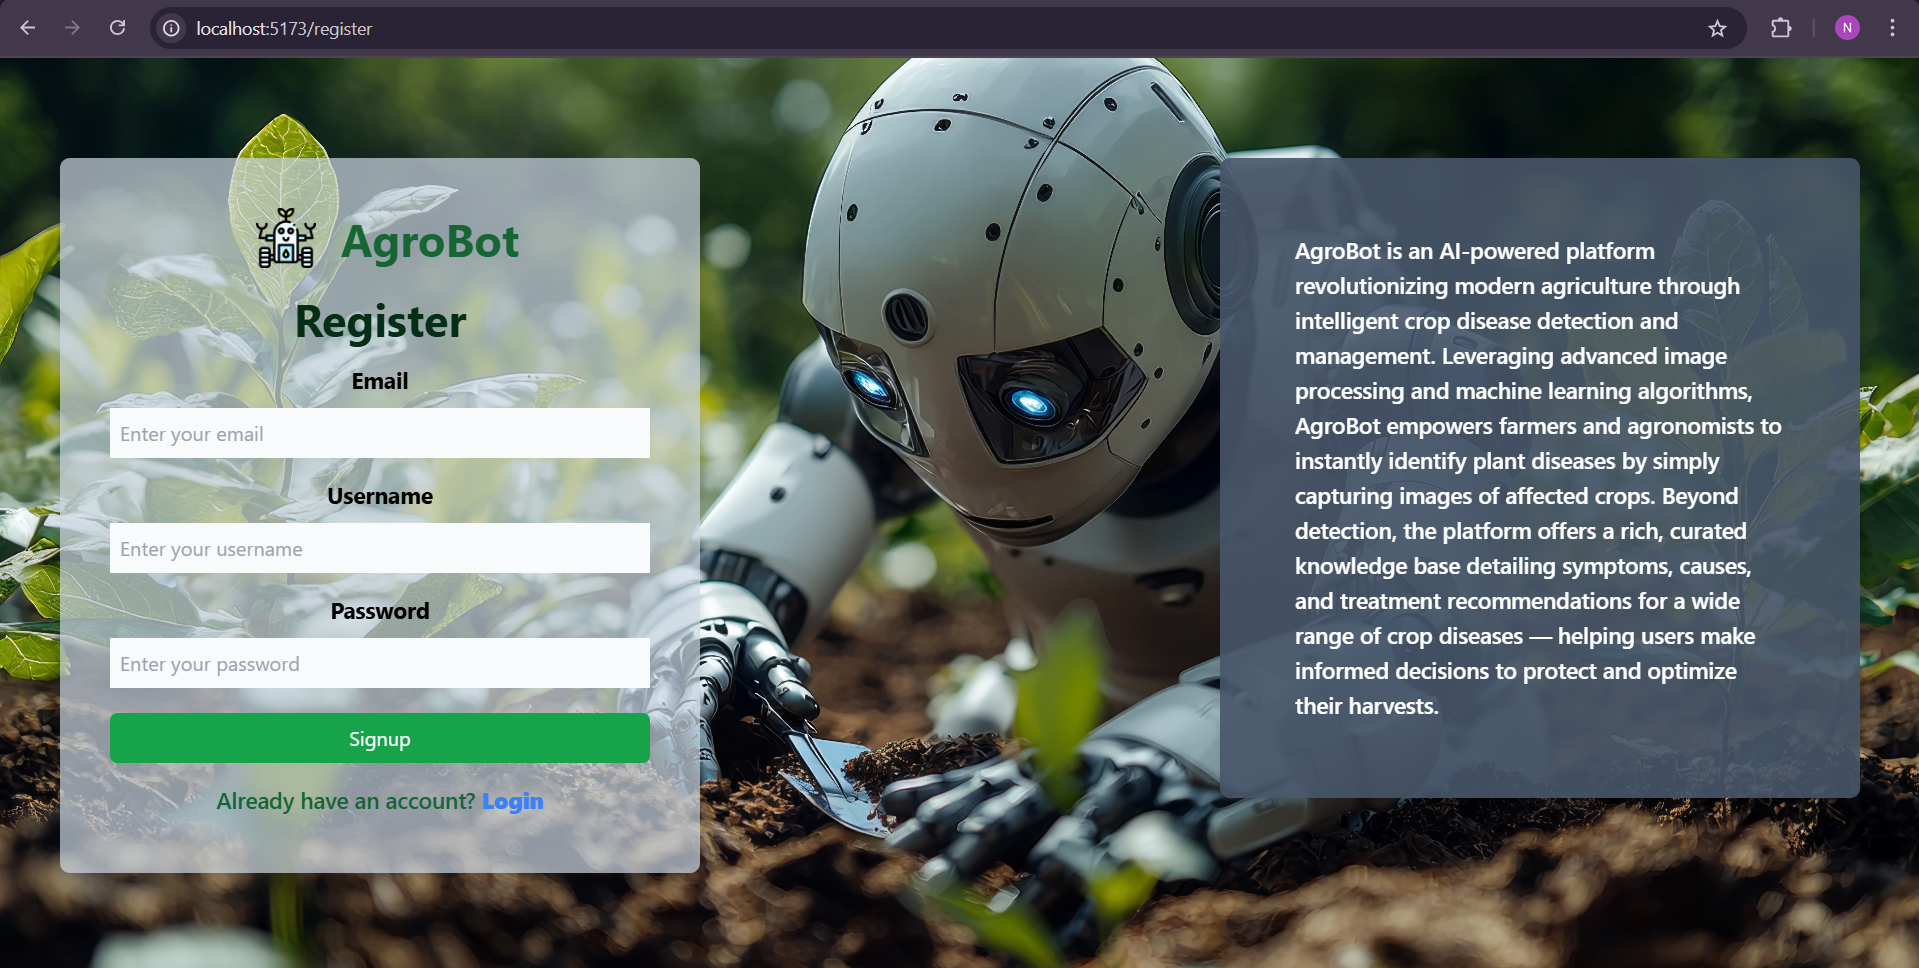 localhost:5173/register
N
AgroBot
Register
Email
Enter your email
Username
Enter your username
Password
Enter your password
Signup
Already have an account? Login
AgroBot is an AI-powered platform
revolutionizing modern agriculture through
intelligent crop disease detection and
management. Leveraging advanced image
processing and machine learning algorithms,
AgroBot empowers farmers and agronomists to
instantly identify plant diseases by simply
capturing images of affected crops. Beyond
detection, the platform offers a rich, curated
knowledge base detailing symptoms, causes,
and treatment recommendations for a wide
range of crop diseases — helping users make
informed decisions to protect and optimize
their harvests.